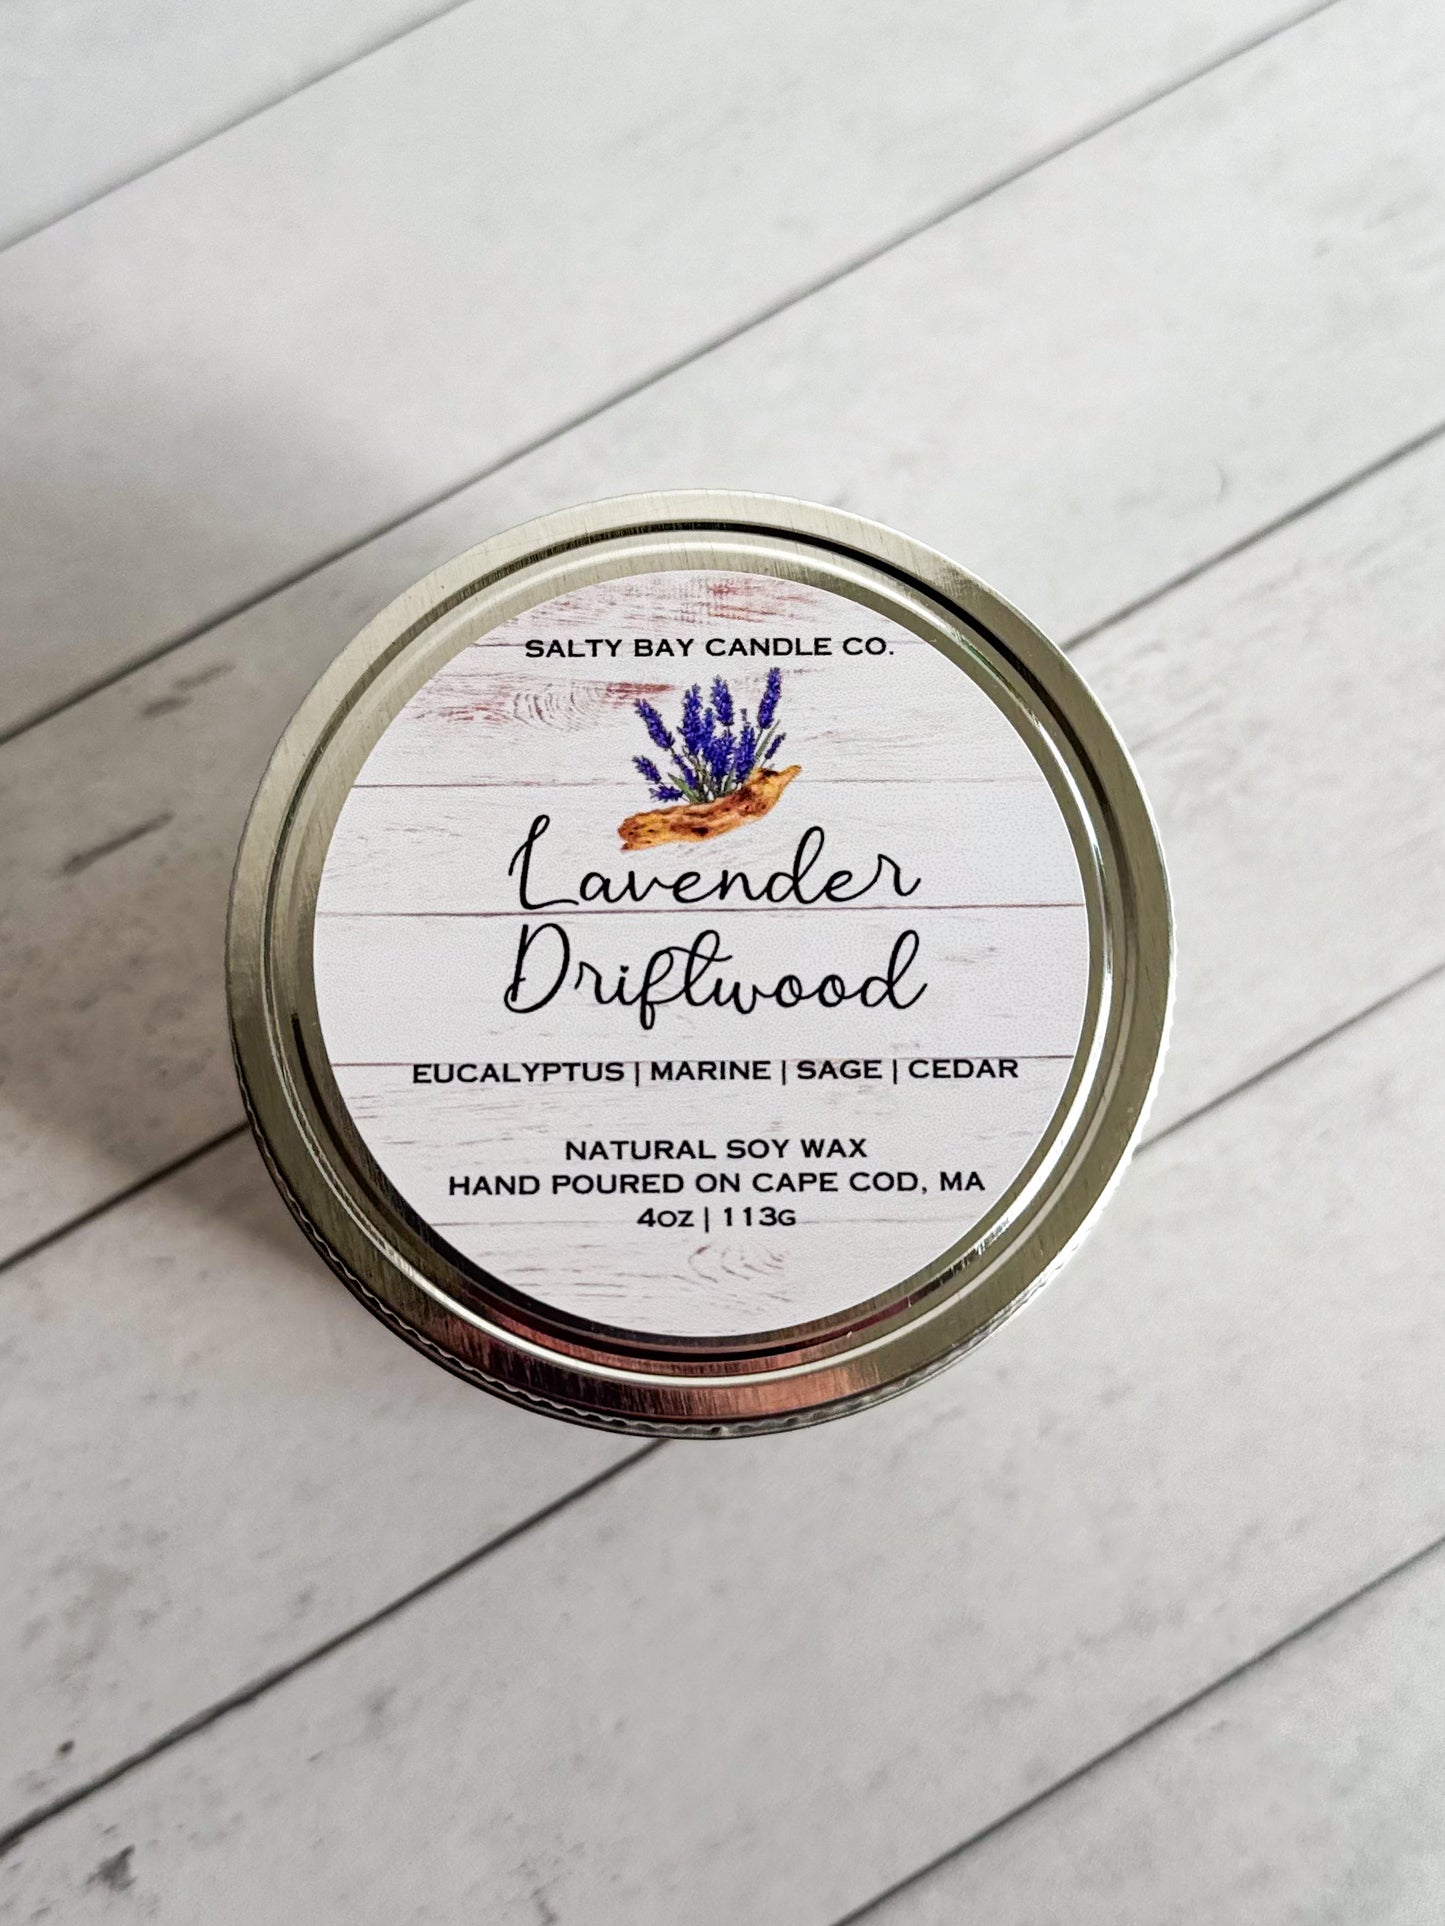 SALTY BAY CANDLE CO.
Lavender
Driftwood
EUCALYPTUS | MARINE | SAGE | CEDAR
NATURAL SOY WAX
HAND POURED ON CAPE COD, MA
4OZ | 113G